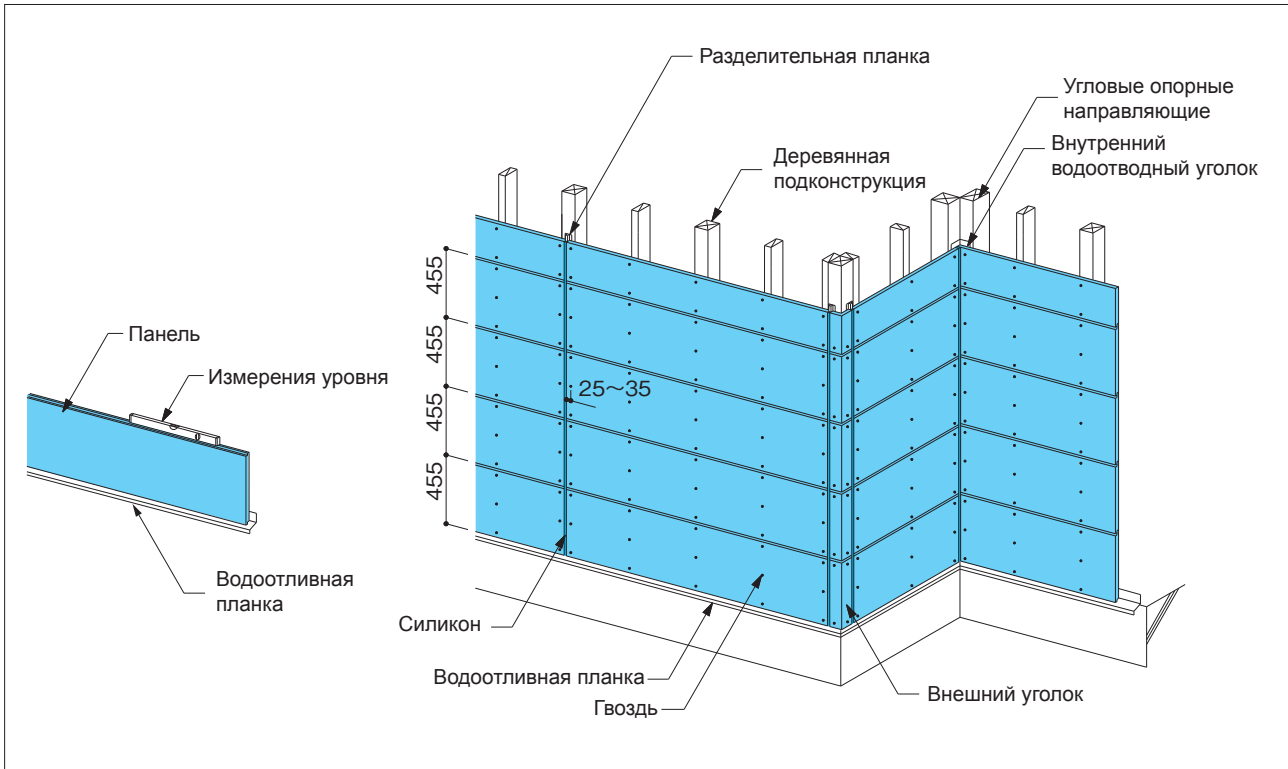 Разделительная планка
Угловые опорные
направляющие
Деревянная
подконструкция
Внутренний
водоотводный уголок
455
455
455
455
25～35
Панель
Измерения уровня
Водоотливная
планка
Силикон
Водоотливная планка
Гвоздь
Внешний уголок